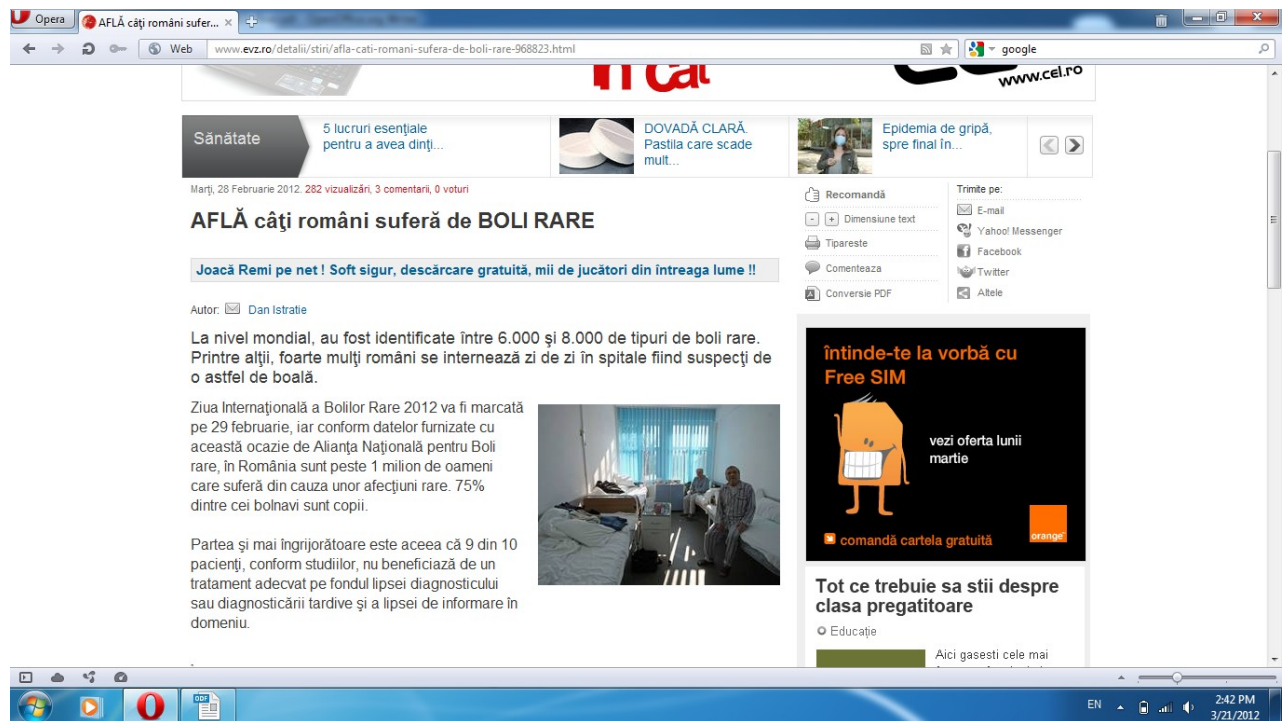 Opera
AFLĂ câţi români sufer...
Web
www.evz.ro/detalii/stiri/afla-cati-romani-sufera-de-boli-rare-968823.html
google
în cât
www.cel.ro
Sănătate
5 lucruri esenţiale
pentru a avea dinţi...
DOVADĂ CLARĂ.
Pastila care scade
mult...
Epidemia de gripă,
spre final în...
Marţi, 28 Februarie 2012. 282 vizualizări, 3 comentarii, 0 voturi
AFLĂ câţi români suferă de BOLI RARE
Joacă Remi pe net ! Soft sigur, descărcare gratuită, mii de jucători din întreaga lume !!
Autor: Dan Istratie
La nivel mondial, au fost identificate între 6.000 şi 8.000 de tipuri de boli rare.
Printre alţii, foarte mulţi români se internează zi de zi în spitale fiind suspecţi de
o astfel de boală.
Ziua Internaţională a Bolilor Rare 2012 va fi marcată
pe 29 februarie, iar conform datelor furnizate cu
această ocazie de Alianţa Naţională pentru Boli
rare, în România sunt peste 1 milion de oameni
care suferă din cauza unor afecţiuni rare. 75%
dintre cei bolnavi sunt copii.
Partea şi mai îngrijorătoare este aceea că 9 din 10
pacienţi, conform studiilor, nu beneficiază de un
tratament adecvat pe fondul lipsei diagnosticului
sau diagnosticării tardive şi a lipsei de informare în
domeniu.
Recomandă
- + Dimensiune text
Tipareste
Comenteaza
Conversie PDF
Trimite pe:
E-mail
Yahoo! Messenger
Facebook
Twitter
Altele
întinde-te la vorbă cu
Free SIM
vezi oferta lunii
martie
comandă cartela gratuită
orange
Tot ce trebuie sa stii despre
clasa pregatitoare
Educație
Aici gasesti cele mai
ODF
EN
2:42 PM
3/21/2012